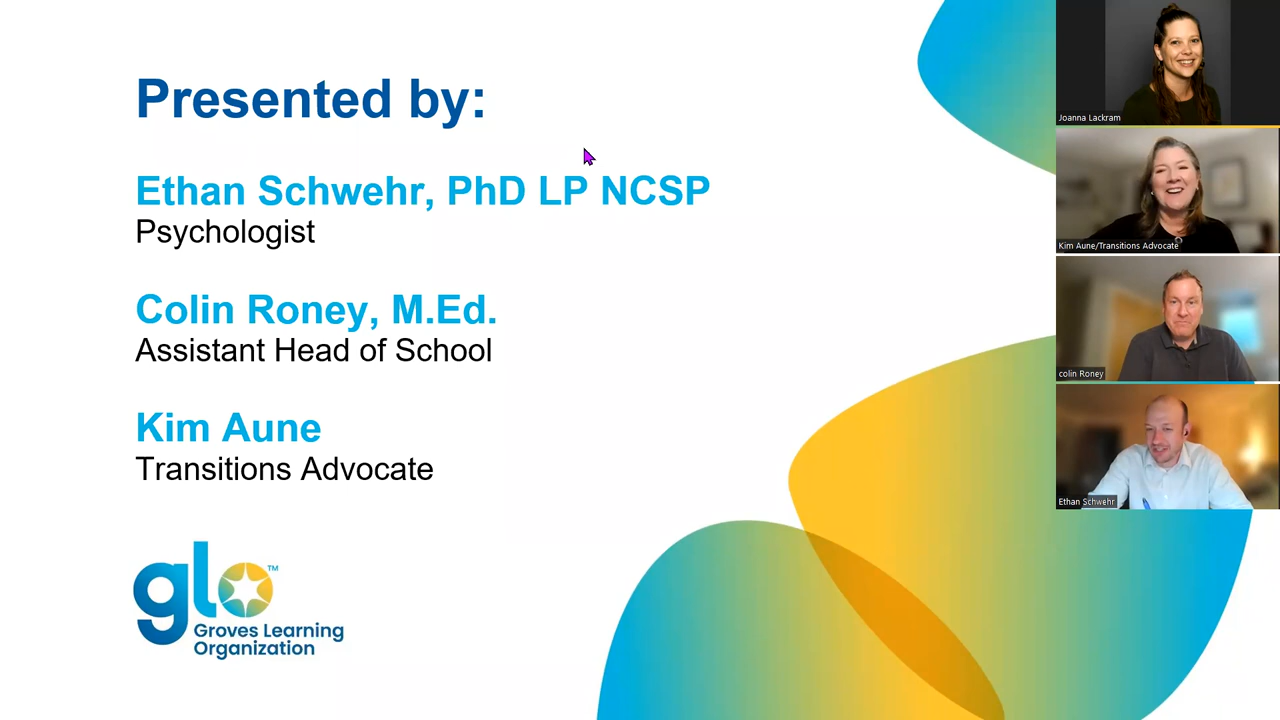 Presented by:
Ethan Schwehr, PhD LP NCSP
Psychologist
Colin Roney, M.Ed.
Assistant Head of School
Kim Aune
Transitions Advocate
glo™
Groves Learning
Organization
Joanna Lackram
Kim Aune/Transitions Advocate
colin Roney
Ethan Schwehr